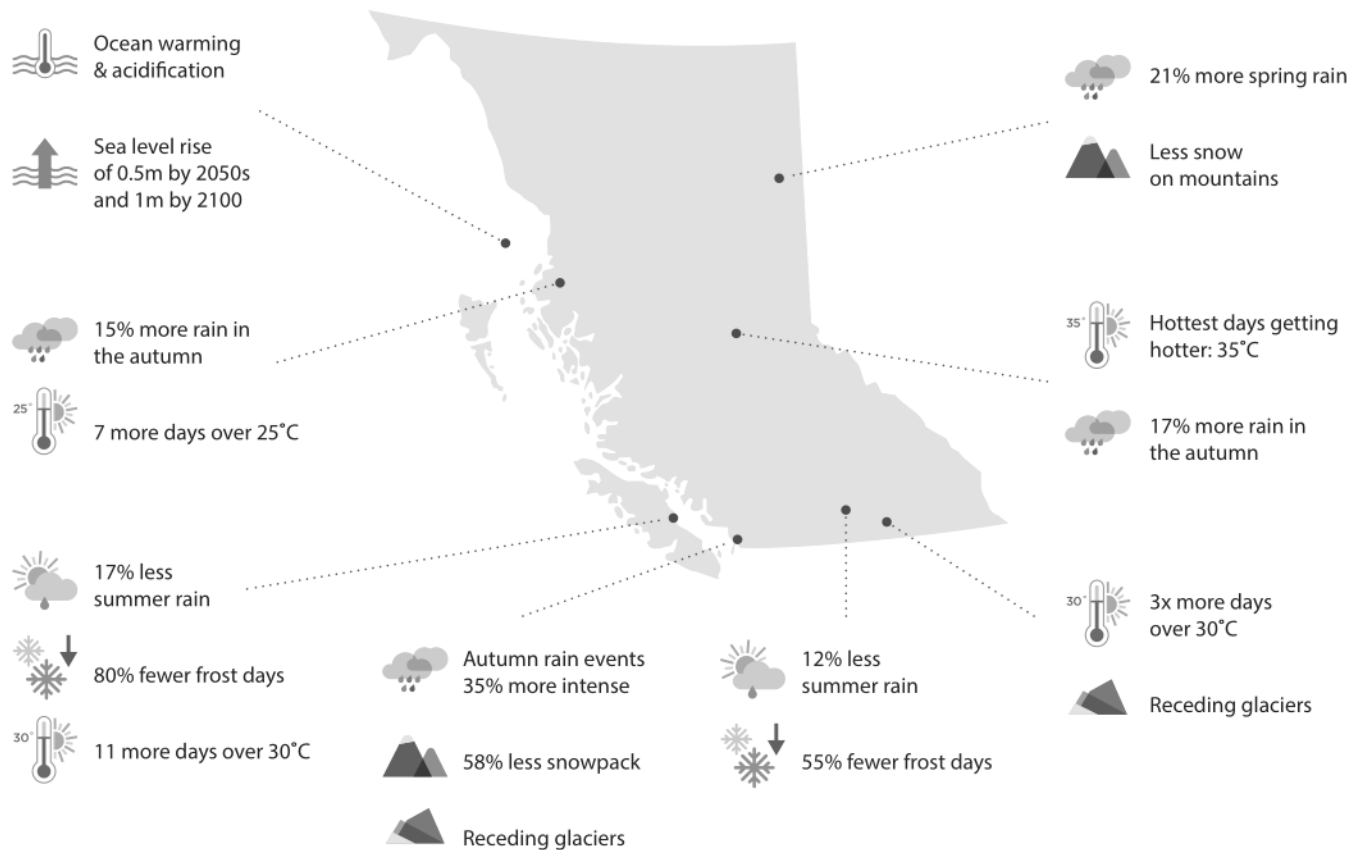 Ocean warming
& acidification
Sea level rise
of 0.5m by 2050s
and 1m by 2100
15% more rain in
the autumn
25˚
7 more days over 25˚C
17% less
summer rain
80% fewer frost days
30˚
11 more days over 30˚C
Autumn rain events
35% more intense
58% less snowpack
Receding glaciers
12% less
summer rain
55% fewer frost days
21% more spring rain
Less snow
on mountains
35˚
Hottest days getting
hotter: 35˚C
17% more rain in
the autumn
30˚
3x more days
over 30˚C
Receding glaciers